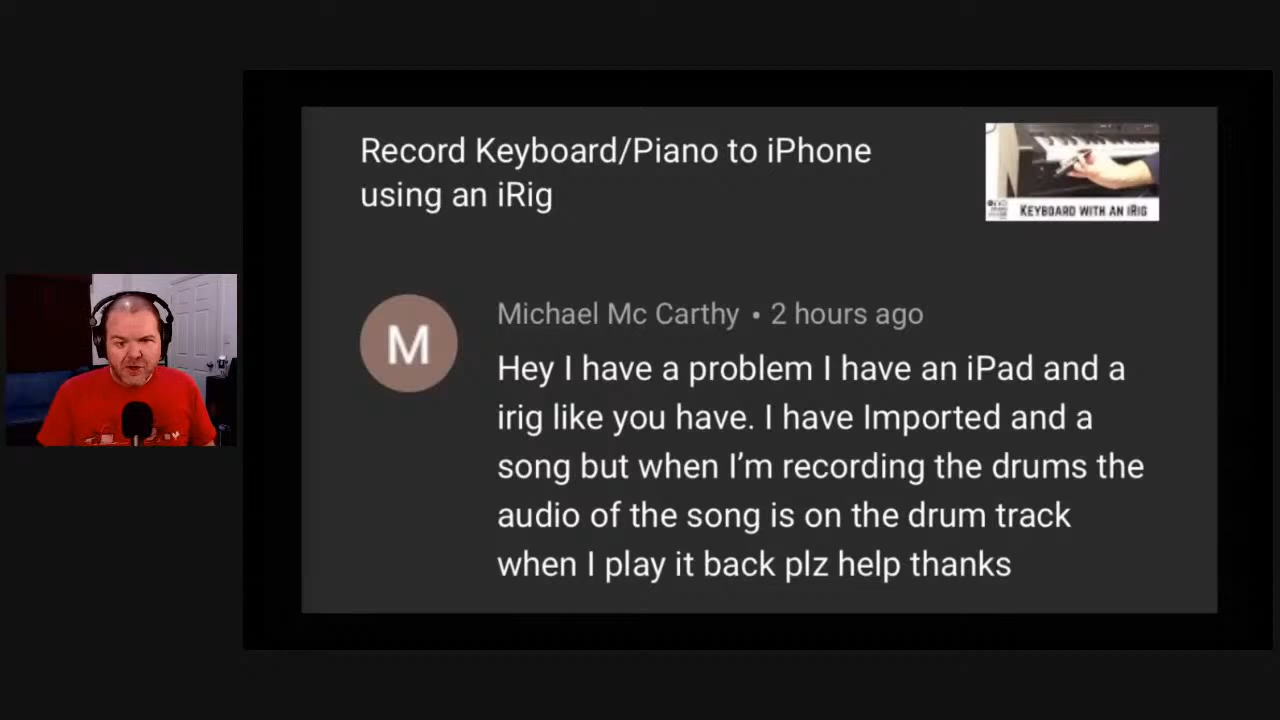 Record Keyboard/Piano to iPhone
using an iRig
KEYBOARD WITH AN IRIG
M
Michael Mc Carthy • 2 hours ago
Hey I have a problem I have an iPad and a
irig like you have. I have Imported and a
song but when I’m recording the drums the
audio of the song is on the drum track
when I play it back plz help thanks